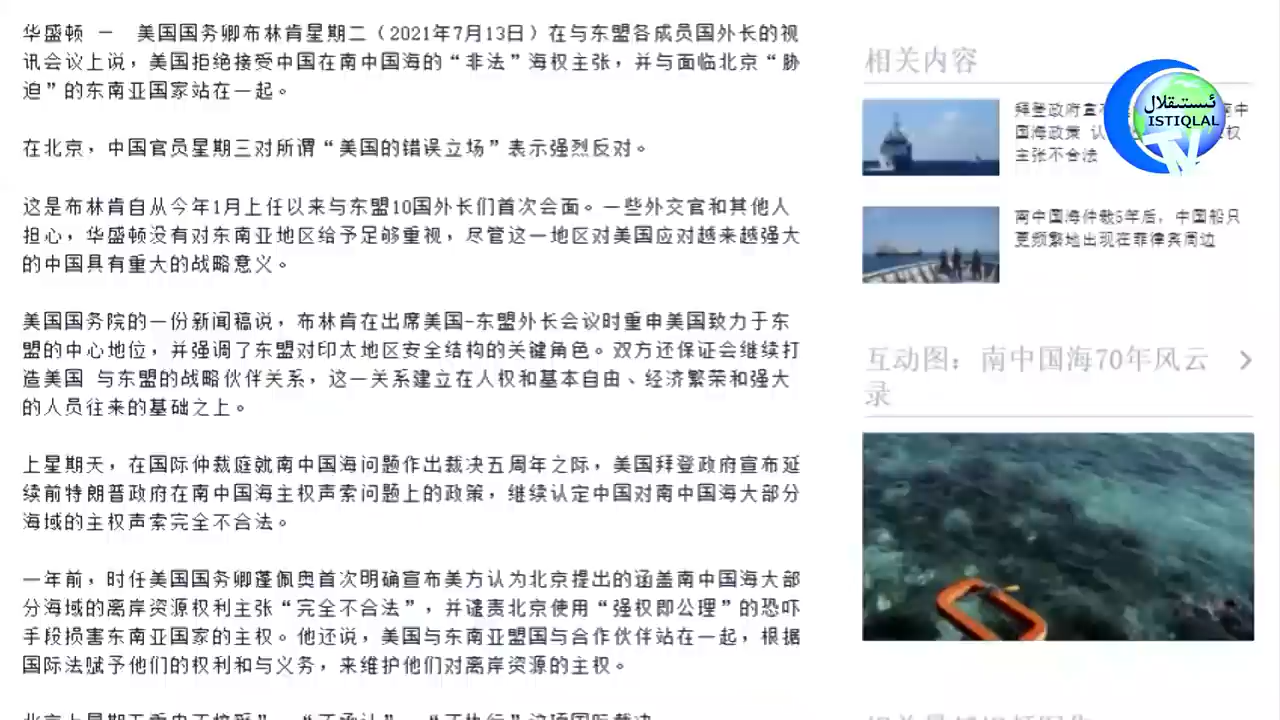 华盛顿 — 美国国务卿布林肯星期二（2021年7月13日）在与东盟各成员国外长的视
讯会议上说，美国拒绝接受中国在南中国海的“非法”海权主张，并与面临北京“胁
迫”的东南亚国家站在一起。
在北京，中国官员星期三对所谓“美国的错误立场”表示强烈反对。
这是布林肯自从今年1月上任以来与东盟10国外长们首次会面。一些外交官和其他人
担心，华盛顿没有对东南亚地区给予足够重视，尽管这一地区对美国应对越来越强大
的中国具有重大的战略意义。
美国国务院的一份新闻稿说，布林肯在出席美国-东盟外长会议时重申美国致力于东
盟的中心地位，并强调了东盟对印太地区安全结构的关键角色。双方还保证会继续打
造美国 与东盟的战略伙伴关系，这一关系建立在人权和基本自由、经济繁荣和强大
的人员往来的基础之上。
上星期天，在国际仲裁庭就南中国海问题作出裁决五周年之际，美国拜登政府宣布延
续前特朗普政府在南中国海主权声索问题上的政策，继续认定中国对南中国海大部分
海域的主权声索完全不合法。
一年前，时任美国国务卿蓬佩奥首次明确宣布美方认为北京提出的涵盖南中国海大部
分海域的离岸资源权利主张“完全不合法”，并谴责北京使用“强权即公理”的恐吓
手段损害东南亚国家的主权。他还说，美国与东南亚盟国与合作伙伴站在一起，根据
国际法赋予他们的权利和与义务，来维护他们对离岸资源的主权。
相关内容
拜登政府宣 南中
国海政策 认 权
主张不合法
南中国海仲裁5年后，中国船只
更频繁地出现在菲律宾周边
互动图：南中国海70年风云
录
ئىستىقلال
ISTIQLAL
TV